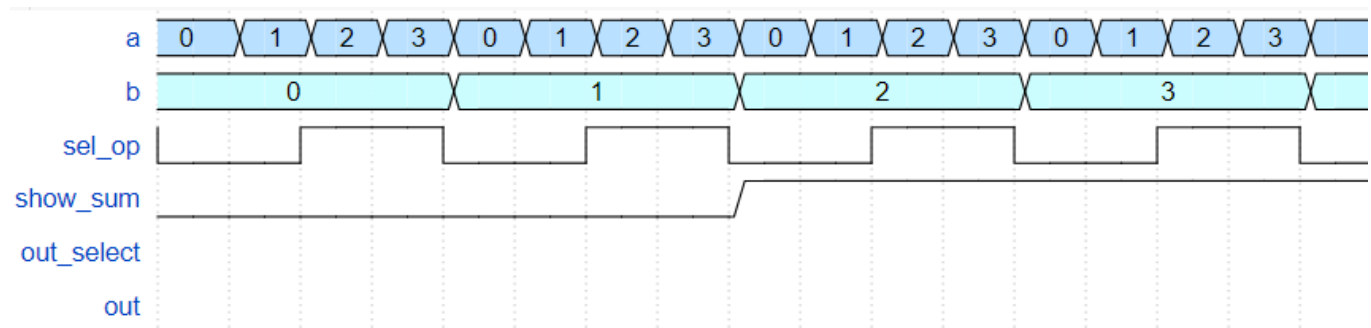 a 0 1 2 3 0 1 2 3 0 1 2 3 0 1 2 3
b 0 1 2 3
sel_op
show_sum
out_select
out